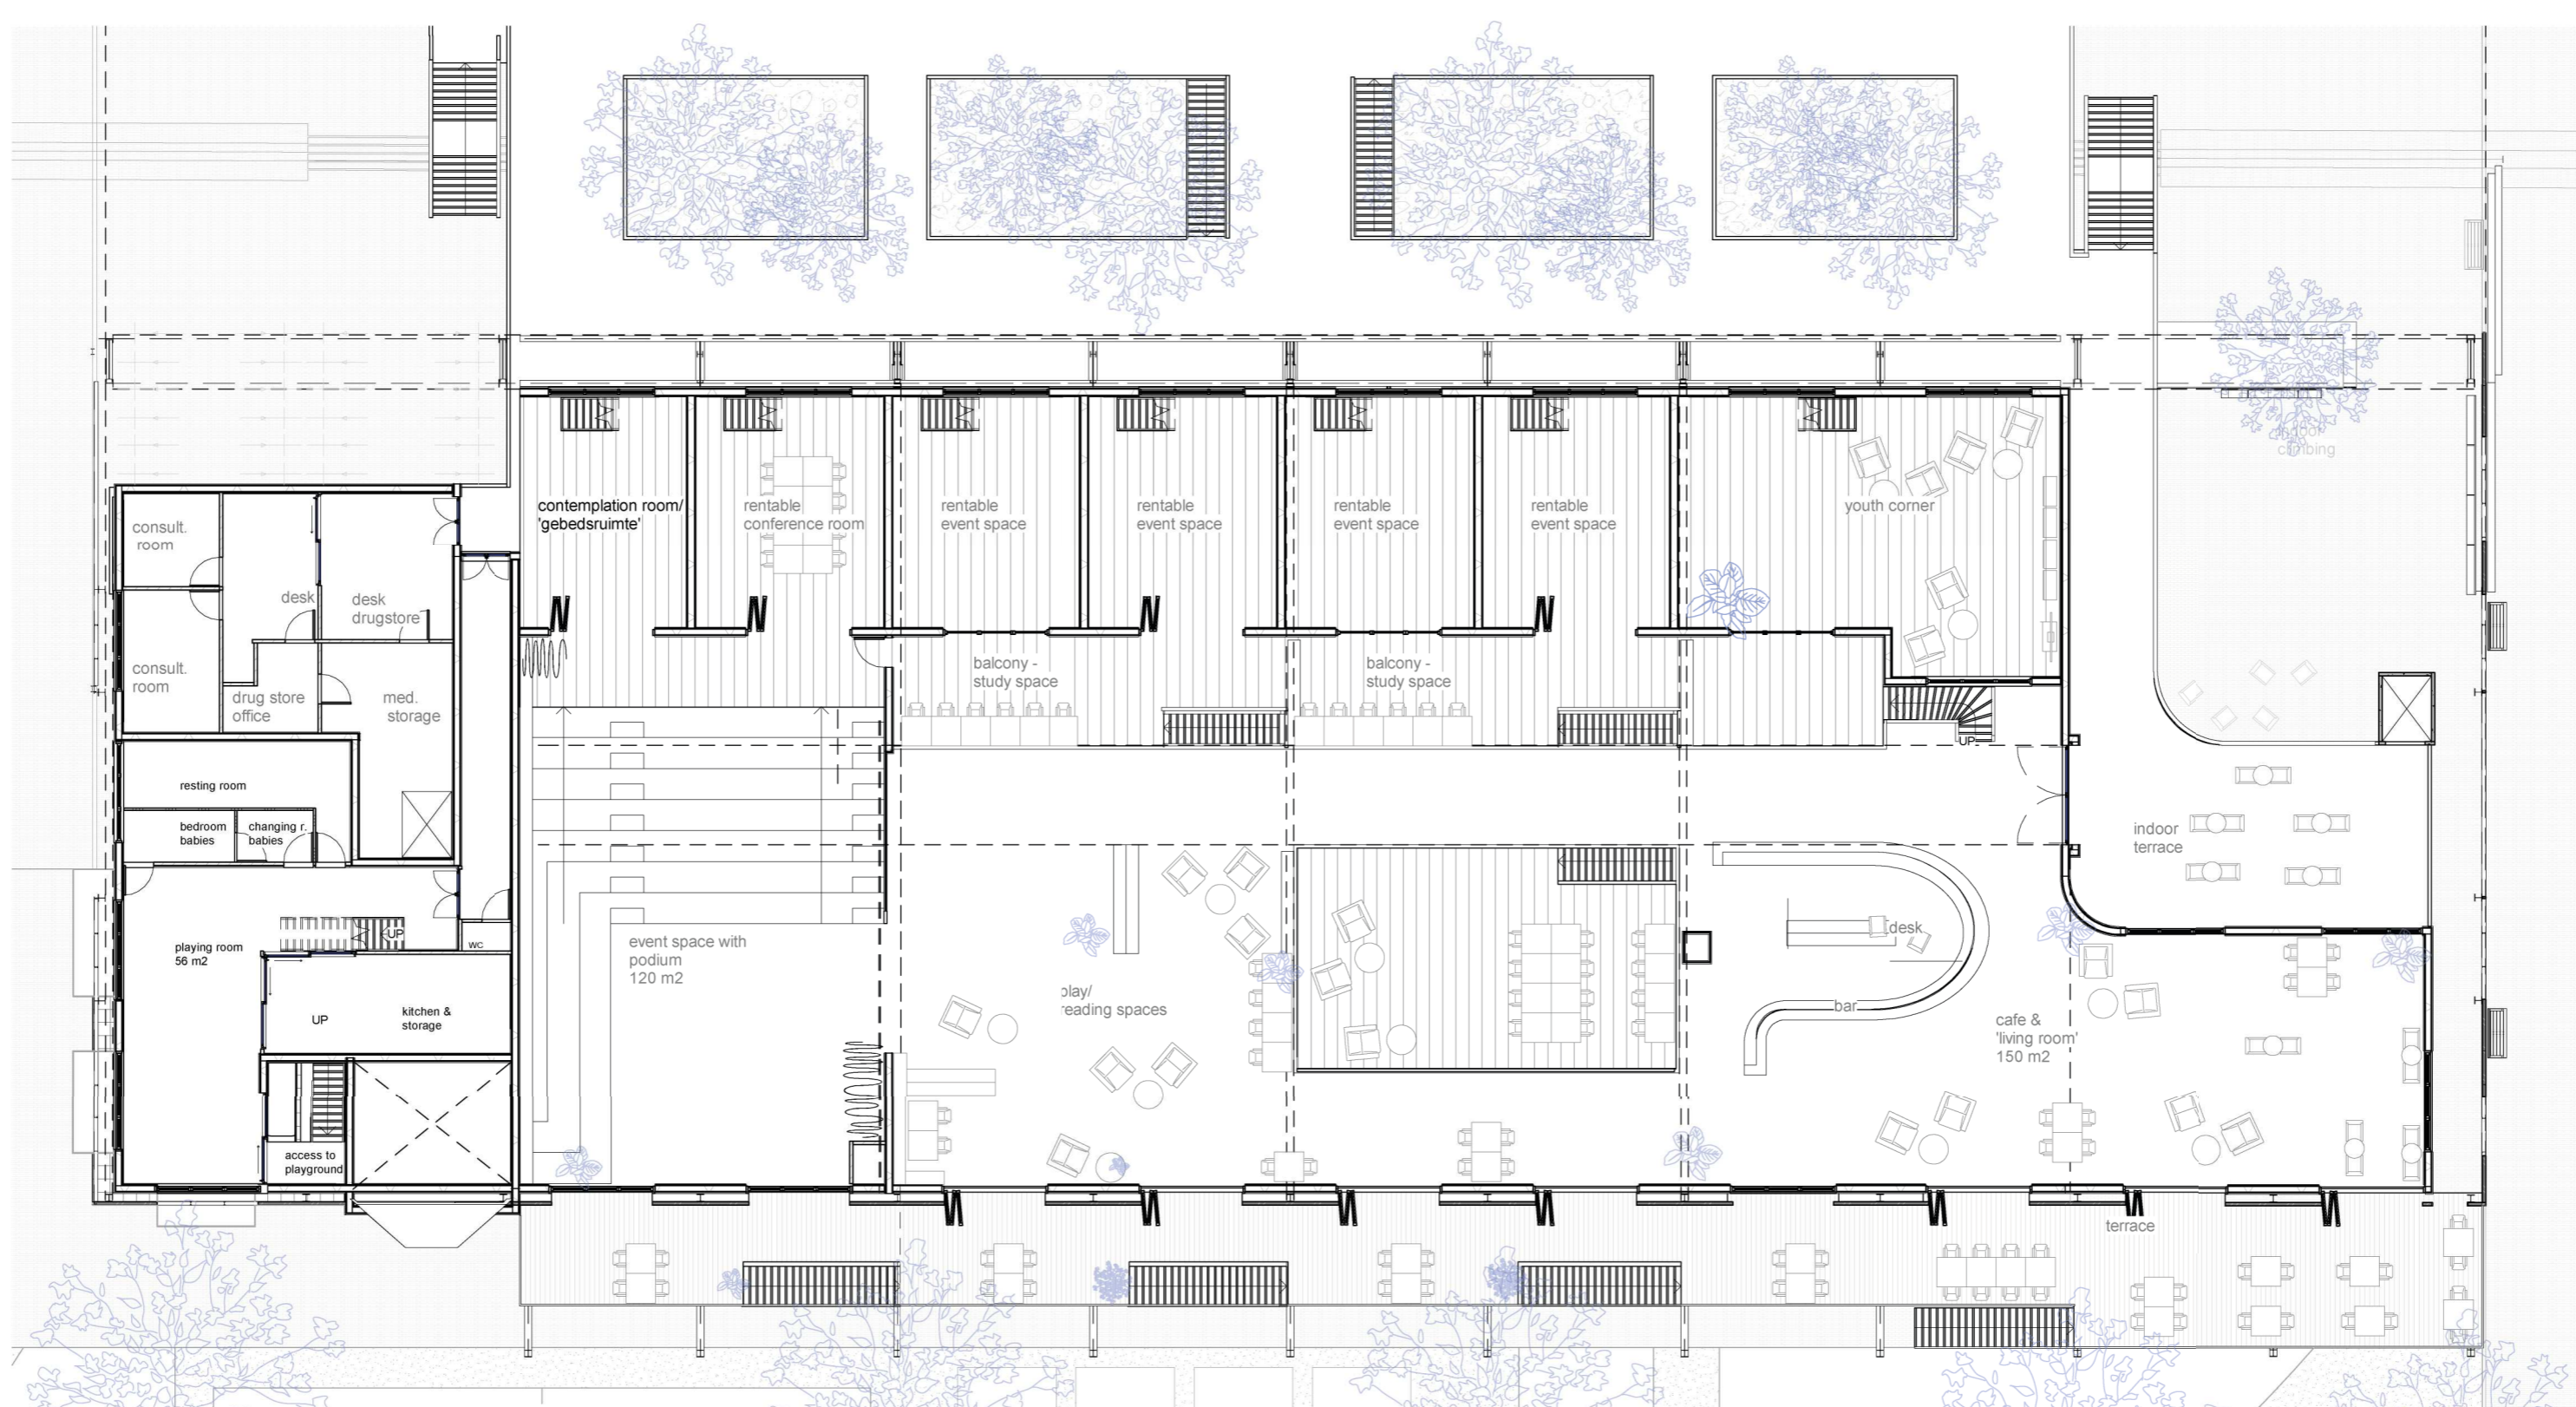 indoor
climbing
contemplation room/
'gebedsruimte'
rentable
conference room
rentable
event space
rentable
event space
rentable
event space
rentable
event space
youth corner
consult.
room
desk
desk
drugstore
consult.
room
drug store
office
med.
storage
balcony -
study space
balcony -
study space
UP
resting room
bedroom
babies
changing r.
babies
indoor
terrace
playing room
56 m2
UP
WC
event space with
podium
120 m2
play/
reading spaces
desk
bar
cafe &
'living room'
150 m2
UP
kitchen &
storage
access to
playground
terrace